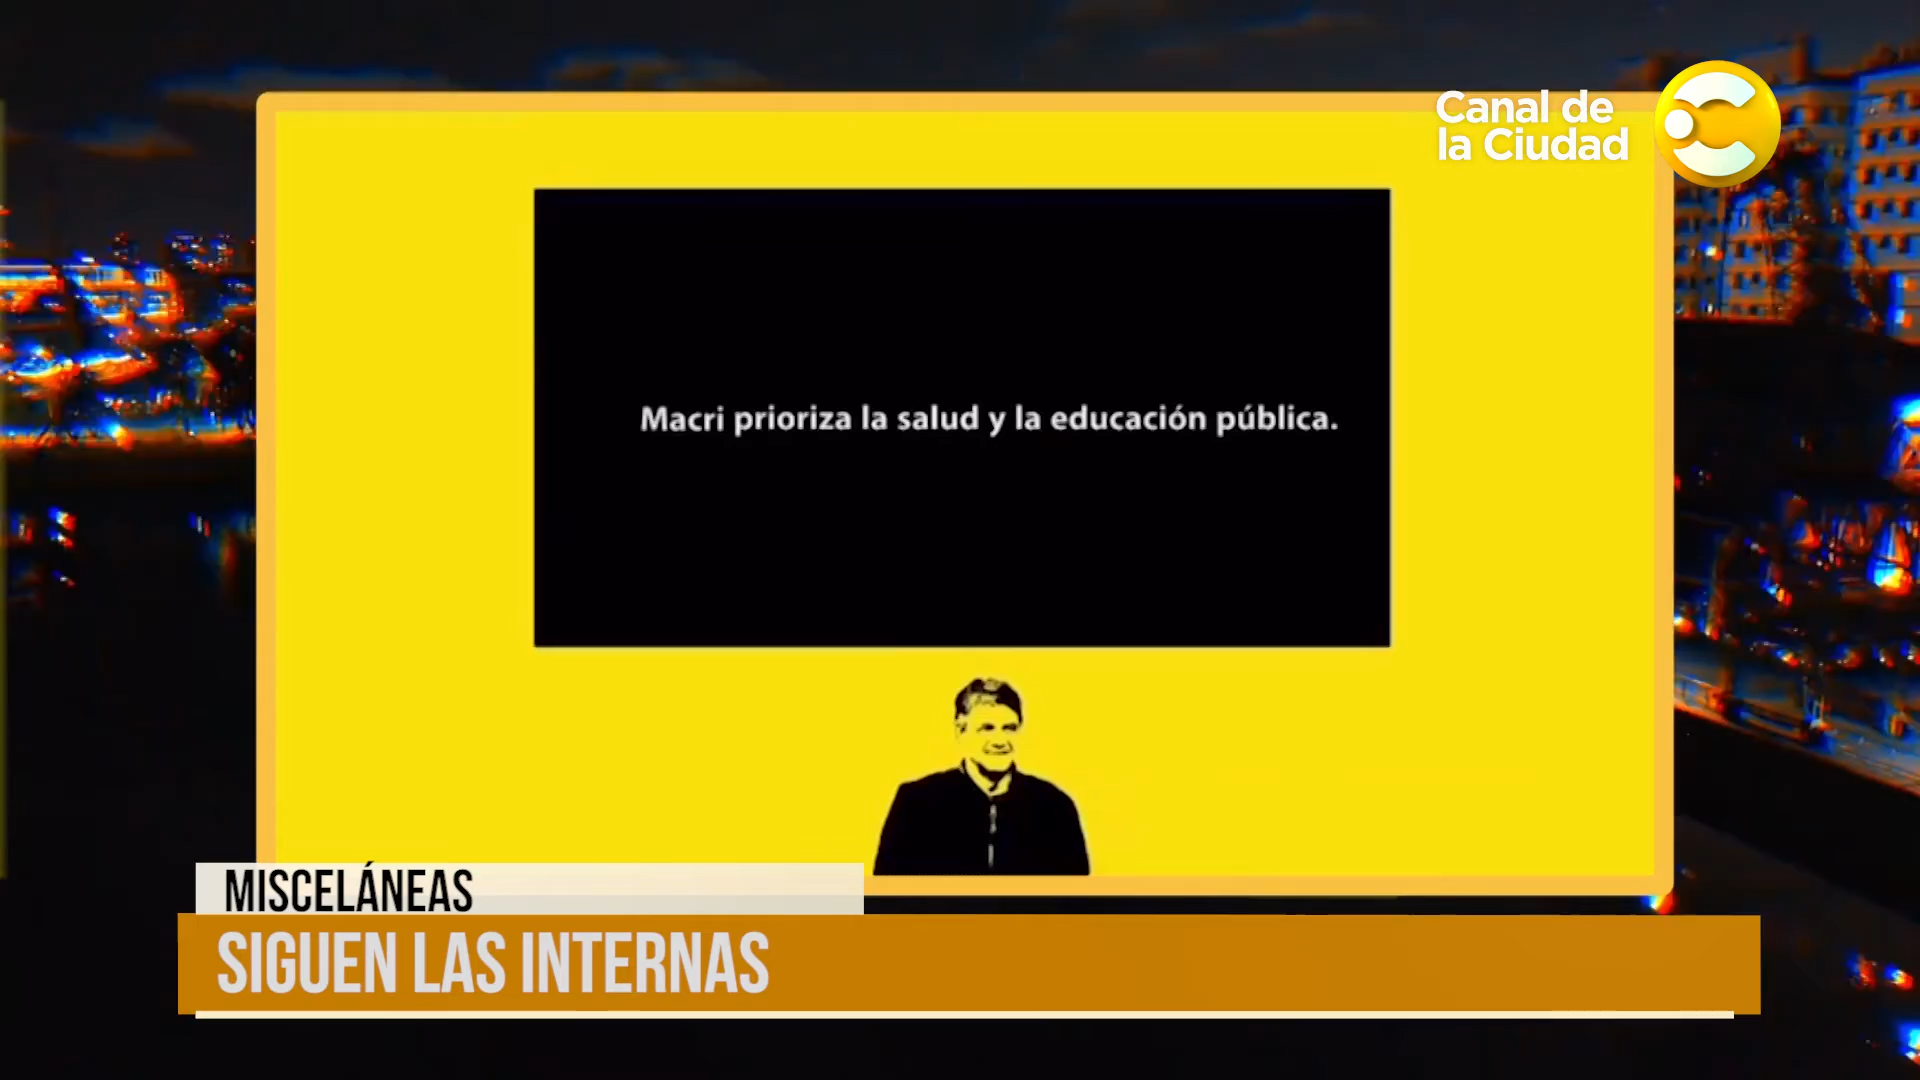 Canal de
la Ciudad
Macri prioriza la salud y la educación pública.
MISCELÁNEAS
SIGUEN LAS INTERNAS